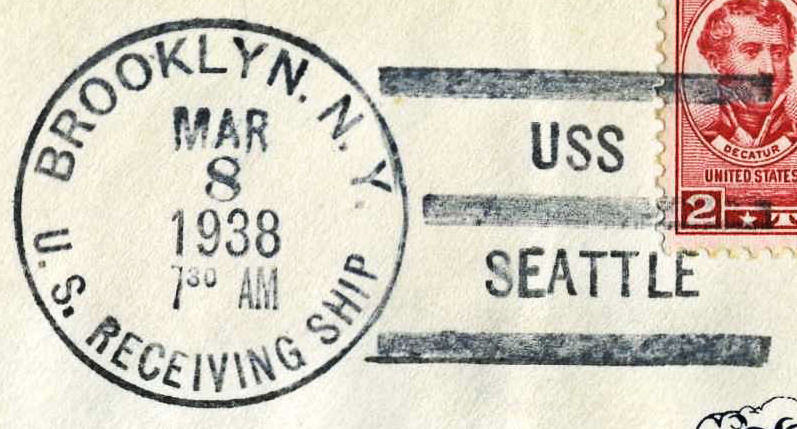 BROOKLYN. N.Y.
MAR
8
1938
7³⁰ AM
U.S. RECEIVING SHIP
USS
SEATTLE
DECATUR
UNITED STATES
2